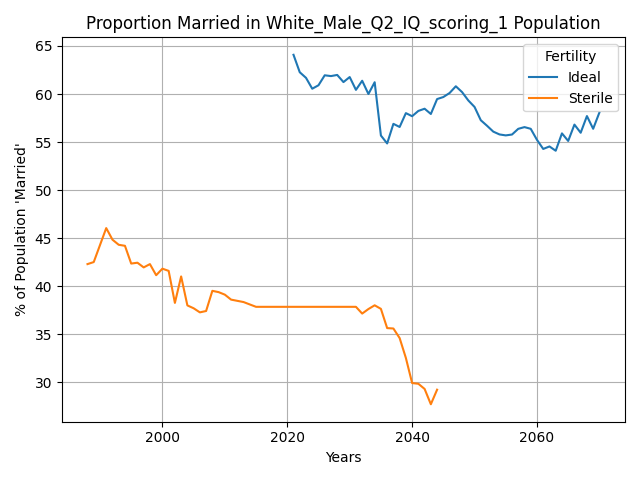 Proportion Married in White_Male_Q2_IQ_scoring_1 Population
% of Population 'Married'
65
60
55
50
45
40
35
30
Fertility
Ideal
Sterile
2000
2020
2040
2060
Years